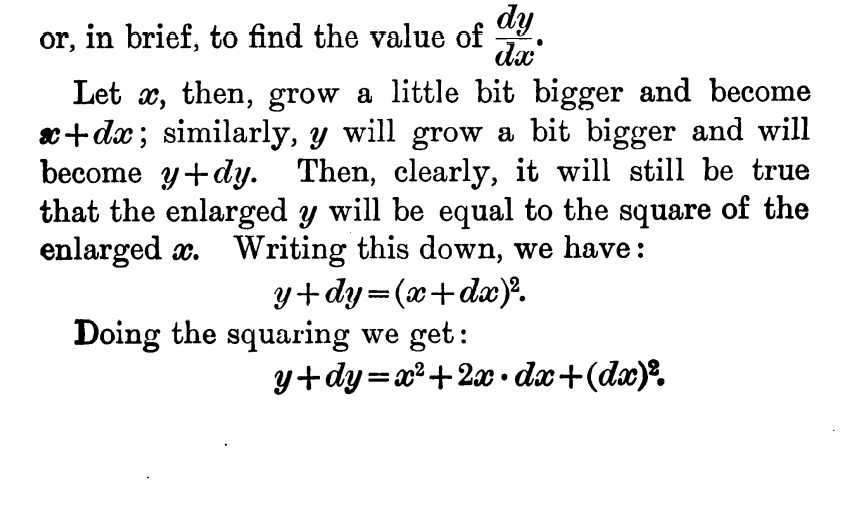 or, in brief, to find the value of dy/dx.
Let x, then, grow a little bit bigger and become
x+dx; similarly, y will grow a bit bigger and will
become y+dy. Then, clearly, it will still be true
that the enlarged y will be equal to the square of the
enlarged x. Writing this down, we have:
y+dy=(x+dx)².
Doing the squaring we get:
y+dy=x²+2x·dx+(dx)².